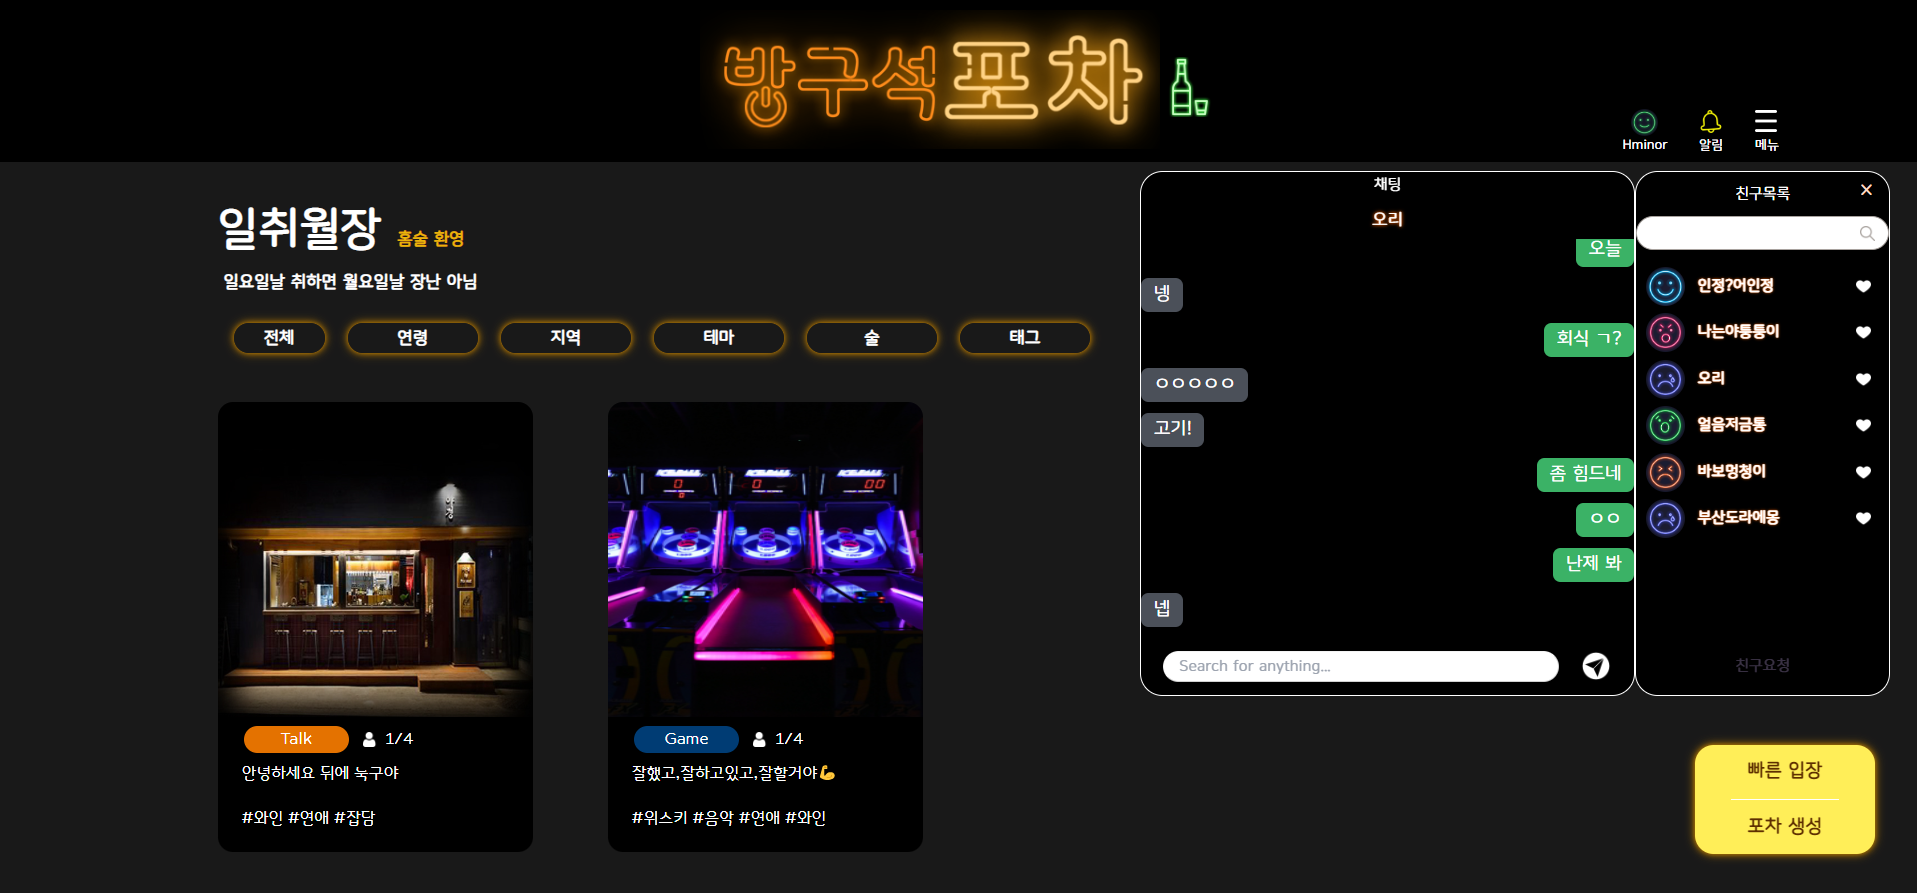 방구석포차
Hminor
알림
메뉴
일취월장 홈술 환영
일요일날 취하면 월요일날 장난 아님
전체
연령
지역
테마
술
태그
Talk 1/4
안녕하세요 뒤에 눅구야
#와인 #연애 #잡담
Game 1/4
잘했고,잘하고있고,잘할거야💪
#위스키 #음악 #연애 #와인
채팅
오리
오늘
넹
회식 ㄱ?
ㅇㅇㅇㅇㅇ
고기!
좀 힘드네
ㅇㅇ
난제 봐
넵
Search for anything...
친구목록 ×
인정?어인정
나는야통통이
오리
얼음저금통
바보멍청이
부산도라에몽
친구요청
빠른 입장
포차 생성